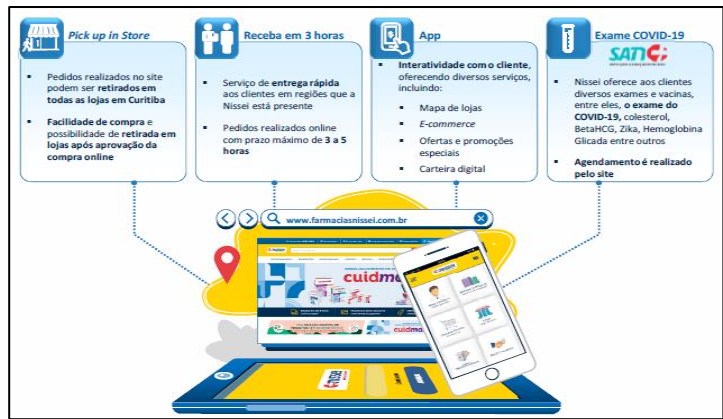 Pick up in Store
Pedidos realizados no site
podem ser retirados em
todas as lojas em Curitiba
Facilidade de compra e
possibilidade de retirada em
lojas após aprovação da
compra online
Receba em 3 horas
Serviço de entrega rápida
aos clientes em regiões que a
Nissei está presente
Pedidos realizados online
com prazo máximo de 3 a 5
horas
App
Interatividade com o cliente,
oferecendo diversos serviços,
incluindo:
Mapa de lojas
E-commerce
Ofertas e promoções
especiais
Carteira digital
Exame COVID-19
SATIC
Nissei oferece aos clientes
diversos exames e vacinas,
entre eles, o exame do
COVID-19, colesterol,
BetaHCG, Zika, Hemoglobina
Glicada entre outros
Agendamento é realizado
pelo site
www.farmaciasnissei.com.br